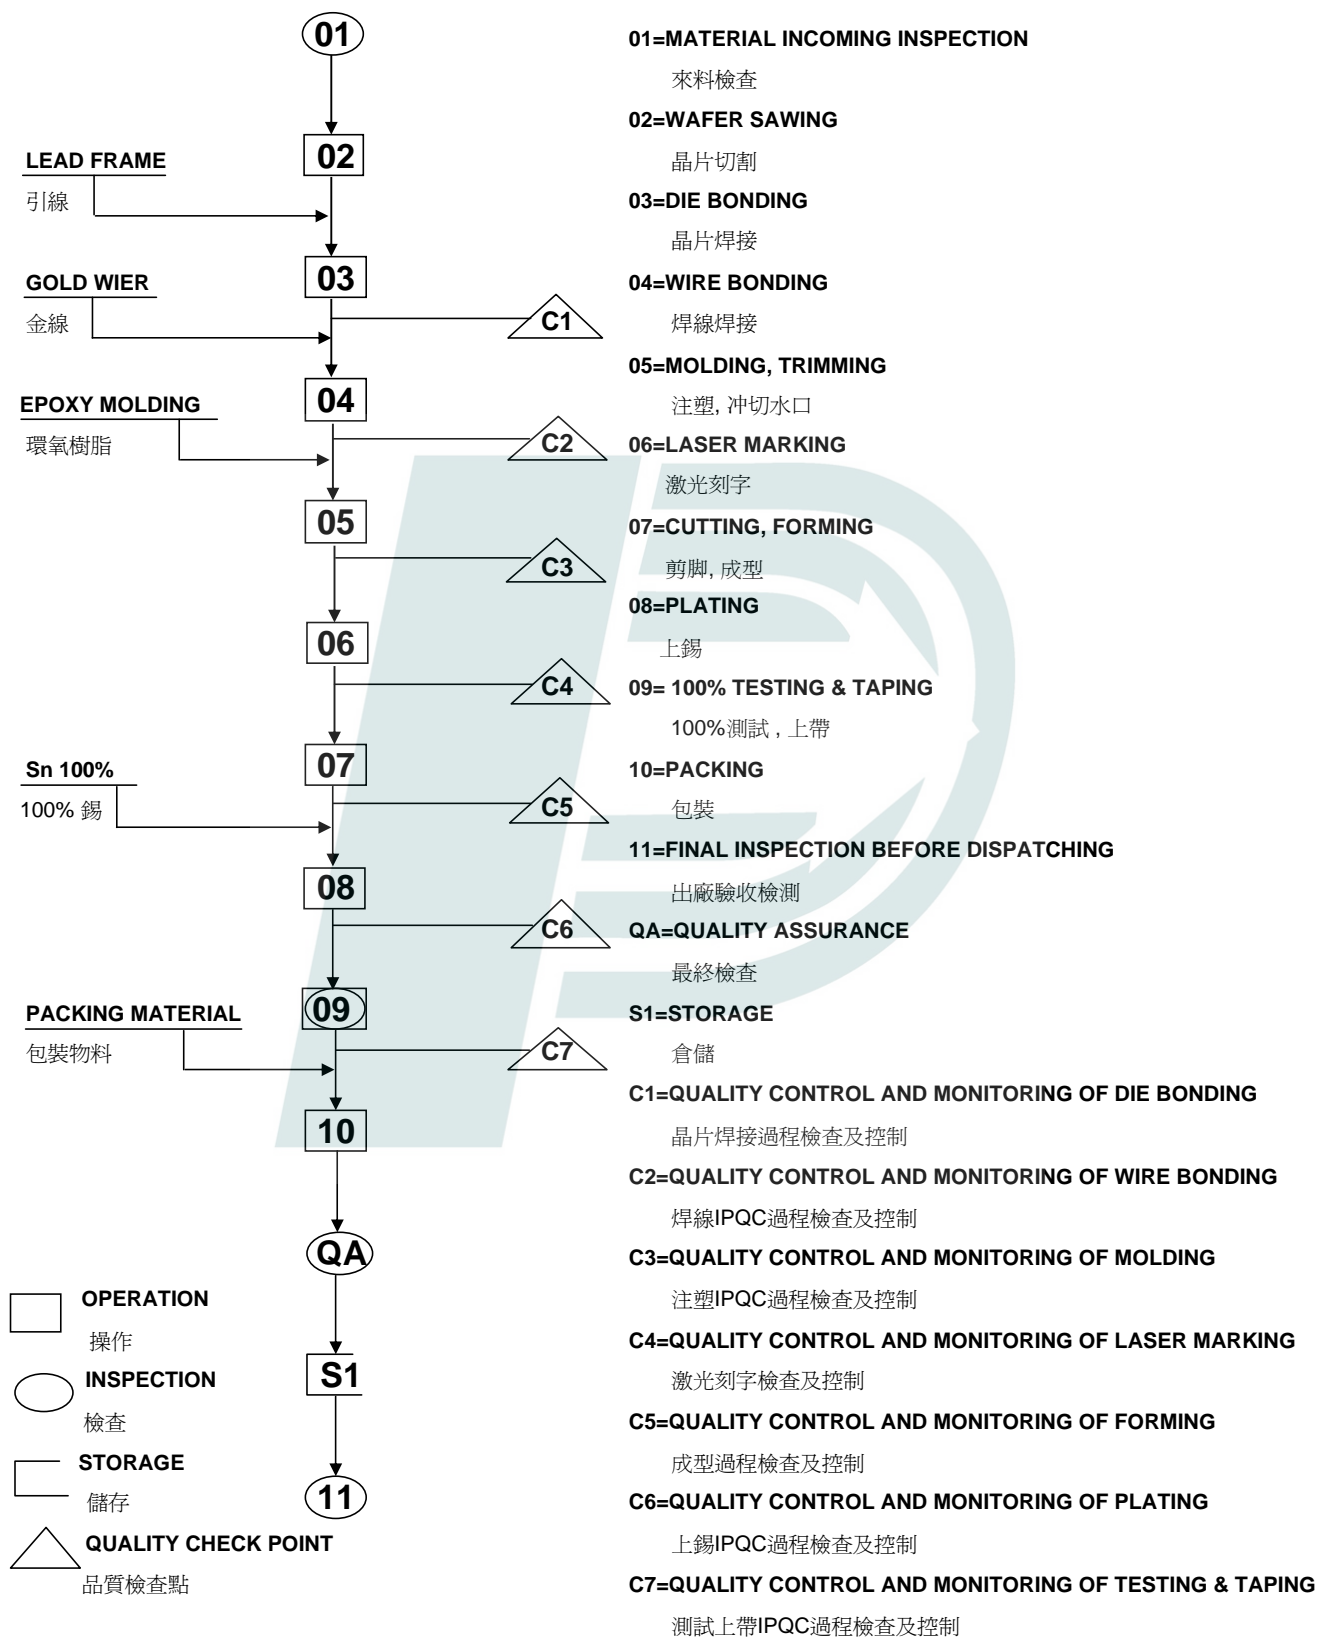 01
02
LEAD FRAME
引線
03
GOLD WIER
金線
C1
04
EPOXY MOLDING
環氧樹脂
C2
05
C3
06
C4
07
Sn 100%
100% 錫
C5
08
C6
09
PACKING MATERIAL
包裝物料
C7
10
QA
S1
11
OPERATION
操作
INSPECTION
檢查
STORAGE
儲存
QUALITY CHECK POINT
品質檢查點
01=MATERIAL INCOMING INSPECTION
來料檢查
02=WAFER SAWING
晶片切割
03=DIE BONDING
晶片焊接
04=WIRE BONDING
焊線焊接
05=MOLDING, TRIMMING
注塑, 冲切水口
06=LASER MARKING
激光刻字
07=CUTTING, FORMING
剪脚, 成型
08=PLATING
上錫
09= 100% TESTING & TAPING
100%測試 , 上帶
10=PACKING
包裝
11=FINAL INSPECTION BEFORE DISPATCHING
出廠驗收檢測
QA=QUALITY ASSURANCE
最終檢查
S1=STORAGE
倉儲
C1=QUALITY CONTROL AND MONITORING OF DIE BONDING
晶片焊接過程檢查及控制
C2=QUALITY CONTROL AND MONITORING OF WIRE BONDING
焊線IPQC過程檢查及控制
C3=QUALITY CONTROL AND MONITORING OF MOLDING
注塑IPQC過程檢查及控制
C4=QUALITY CONTROL AND MONITORING OF LASER MARKING
激光刻字檢查及控制
C5=QUALITY CONTROL AND MONITORING OF FORMING
成型過程檢查及控制
C6=QUALITY CONTROL AND MONITORING OF PLATING
上錫IPQC過程檢查及控制
C7=QUALITY CONTROL AND MONITORING OF TESTING & TAPING
測試上帶IPQC過程檢查及控制